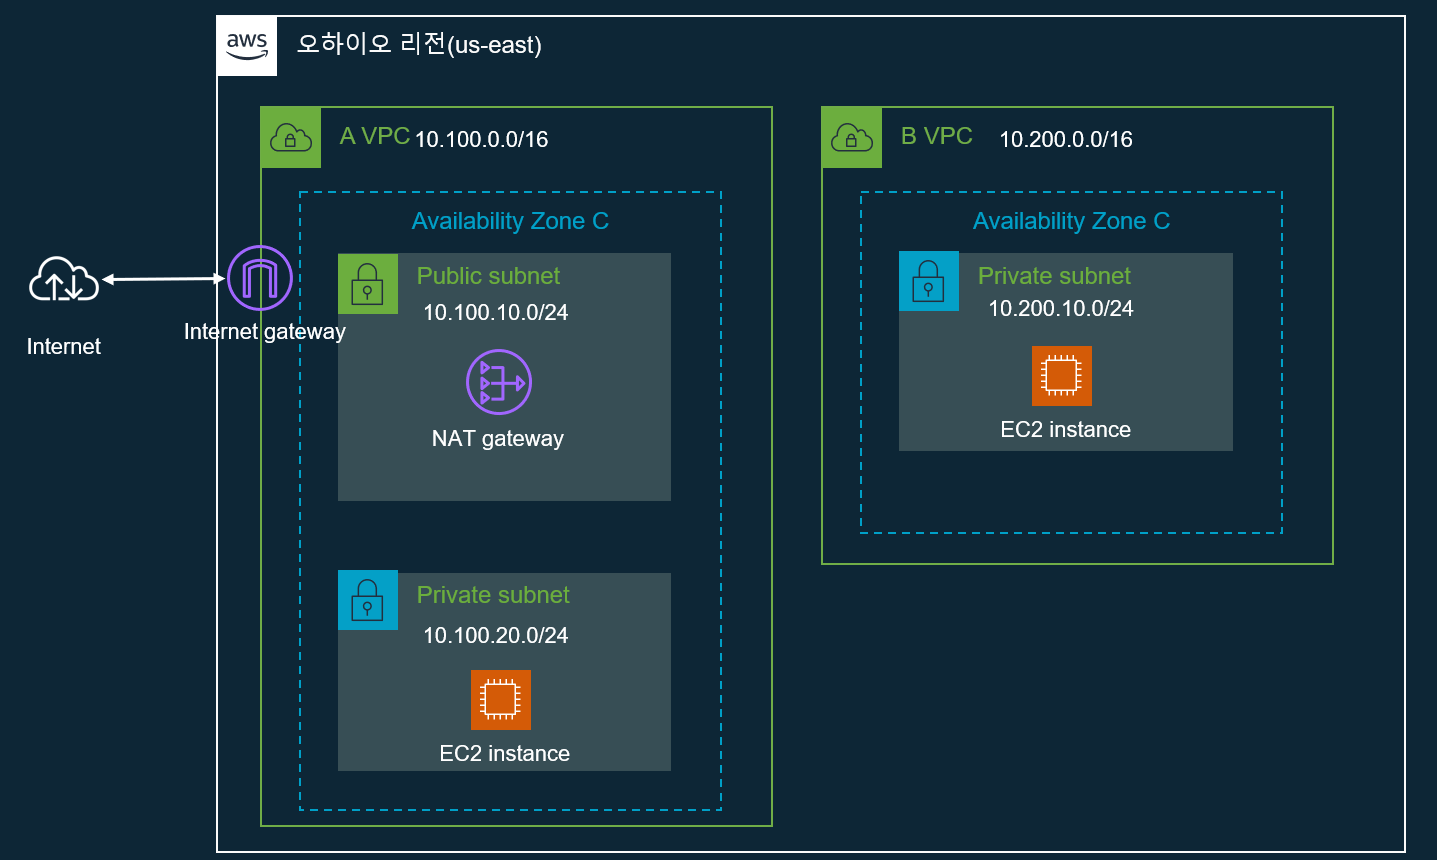 aws
오하이오 리전(us-east)
A VPC 10.100.0.0/16
Availability Zone C
Public subnet
10.100.10.0/24
NAT gateway
Internet gateway
Internet
Private subnet
10.100.20.0/24
EC2 instance
B VPC 10.200.0.0/16
Availability Zone C
Private subnet
10.200.10.0/24
EC2 instance